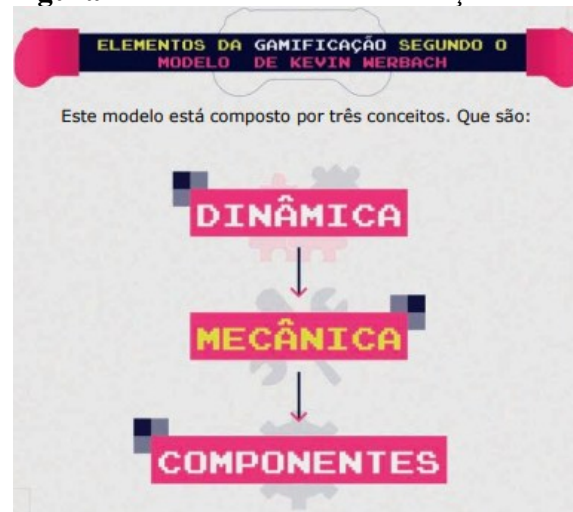 ELEMENTOS DA GAMIFICAÇÃO SEGUNDO O
MODELO DE KEVIN WERBACH
Este modelo está composto por três conceitos. Que são:
DINÂMICA
MECÂNICA
COMPONENTES